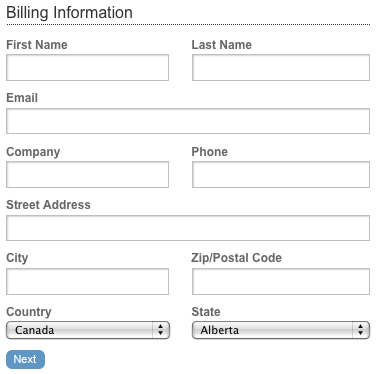 Billing Information
First Name Last Name
Email
Company Phone
Street Address
City Zip/Postal Code
Country State
Canada Alberta
Next